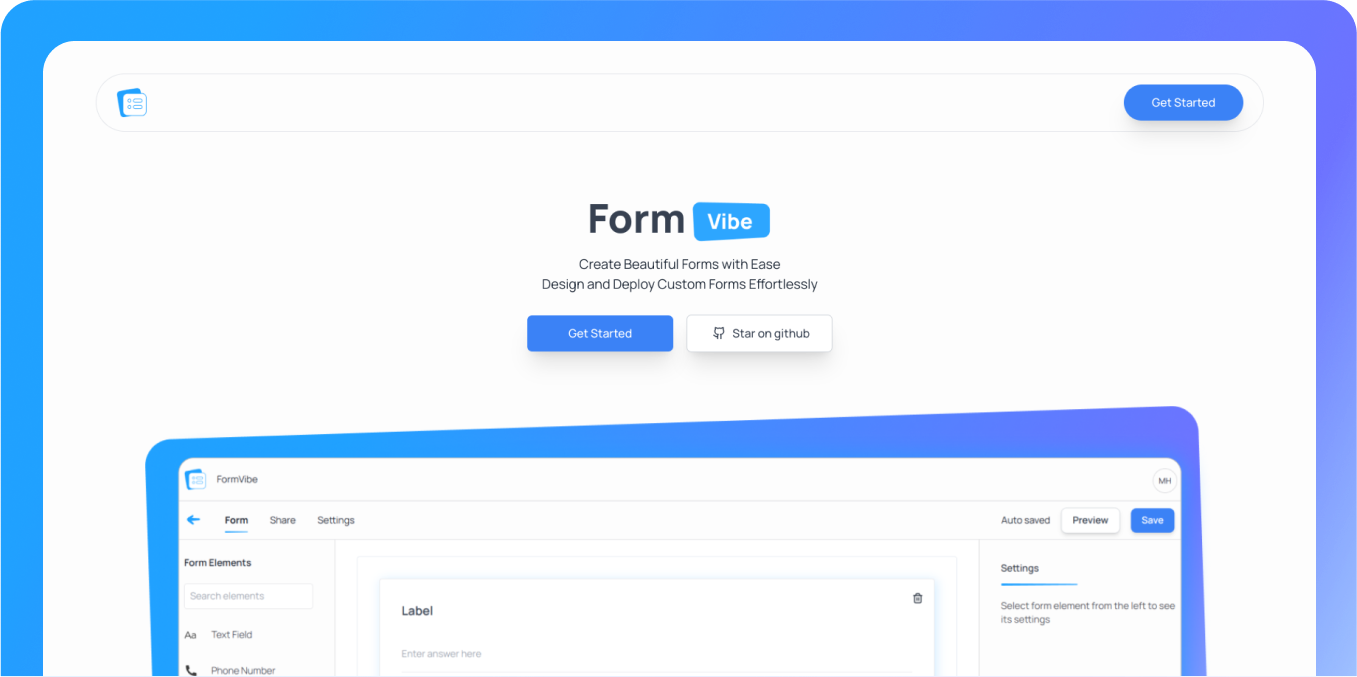 Get Started
Form Vibe
Create Beautiful Forms with Ease
Design and Deploy Custom Forms Effortlessly
Get Started
Star on github
FormVibe
MH
Form
Share
Settings
Auto saved
Preview
Save
Form Elements
Search elements
Aa
Text Field
Phone Number
Label
Enter answer here
Settings
Select form element from the left to see
its settings